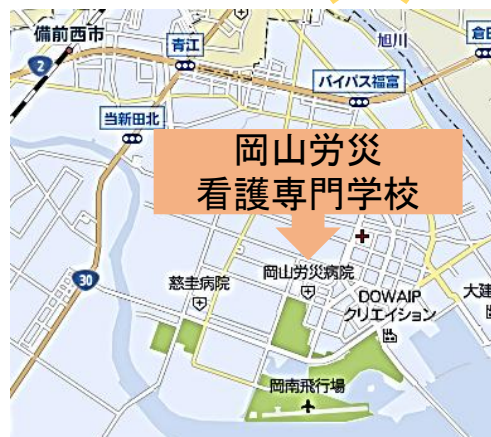 備前西市
青江
旭川
倉田
2
バイパス福富
当新田北
岡山労災
看護専門学校
30
慈圭病院
岡山労災病院
DOWAIP
クリエイション
大建
岡南飛行場